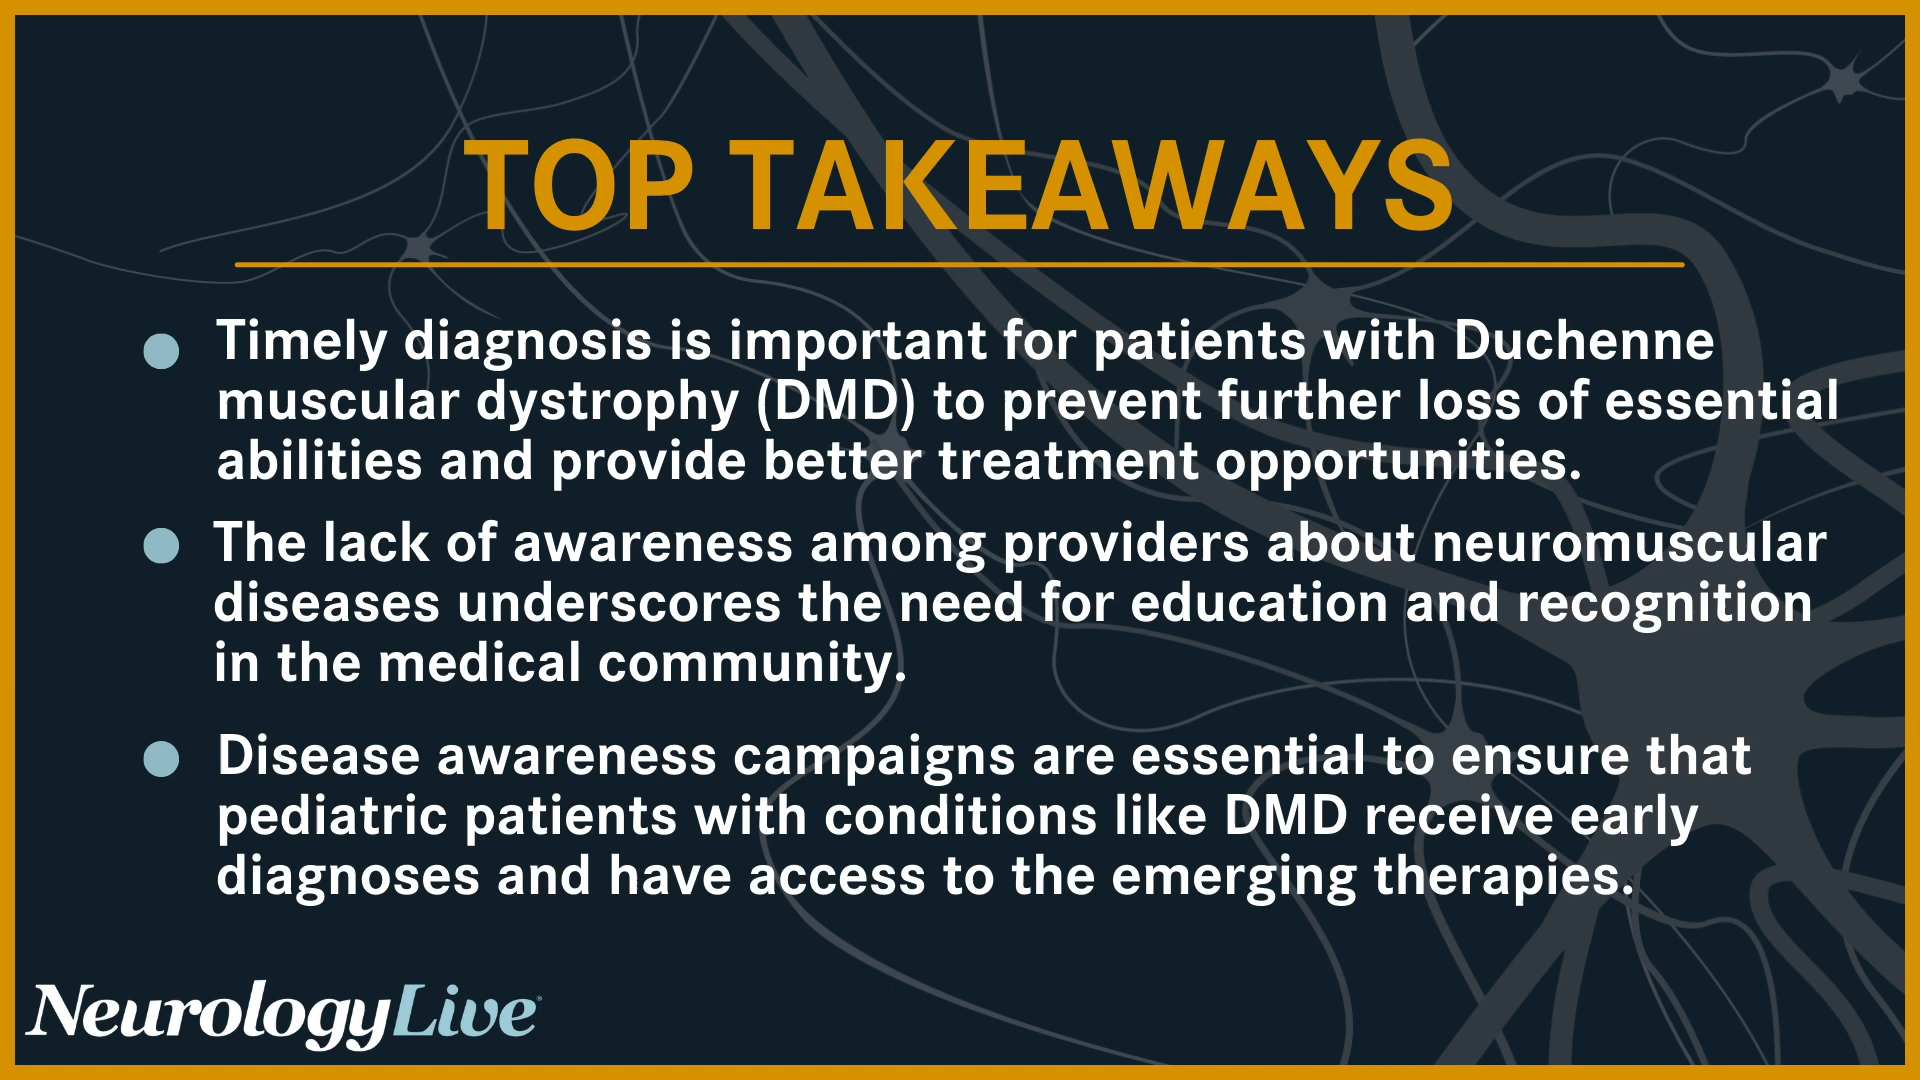 TOP TAKEAWAYS
Timely diagnosis is important for patients with Duchenne
muscular dystrophy (DMD) to prevent further loss of essential
abilities and provide better treatment opportunities.
The lack of awareness among providers about neuromuscular
diseases underscores the need for education and recognition
in the medical community.
Disease awareness campaigns are essential to ensure that
pediatric patients with conditions like DMD receive early
diagnoses and have access to the emerging therapies.
NeurologyLive